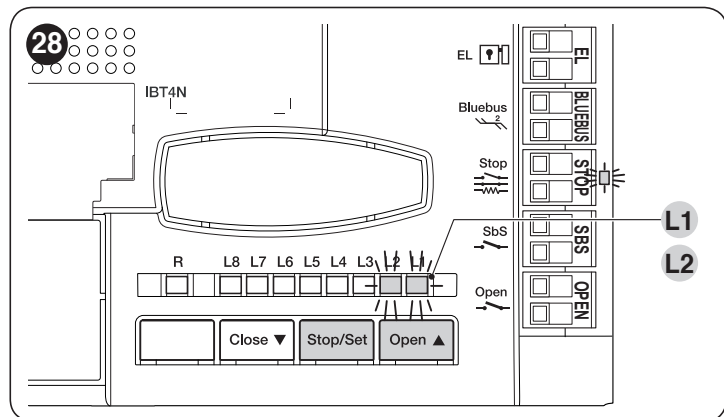 28
IBT4N
EL
Bluebus
2
Stop
SbS
Open
EL
BLUEBUS
STOP
SBS
OPEN
L1
L2
R L8 L7 L6 L5 L4 L3 L2 L1
Close ▼ Stop/Set Open ▲